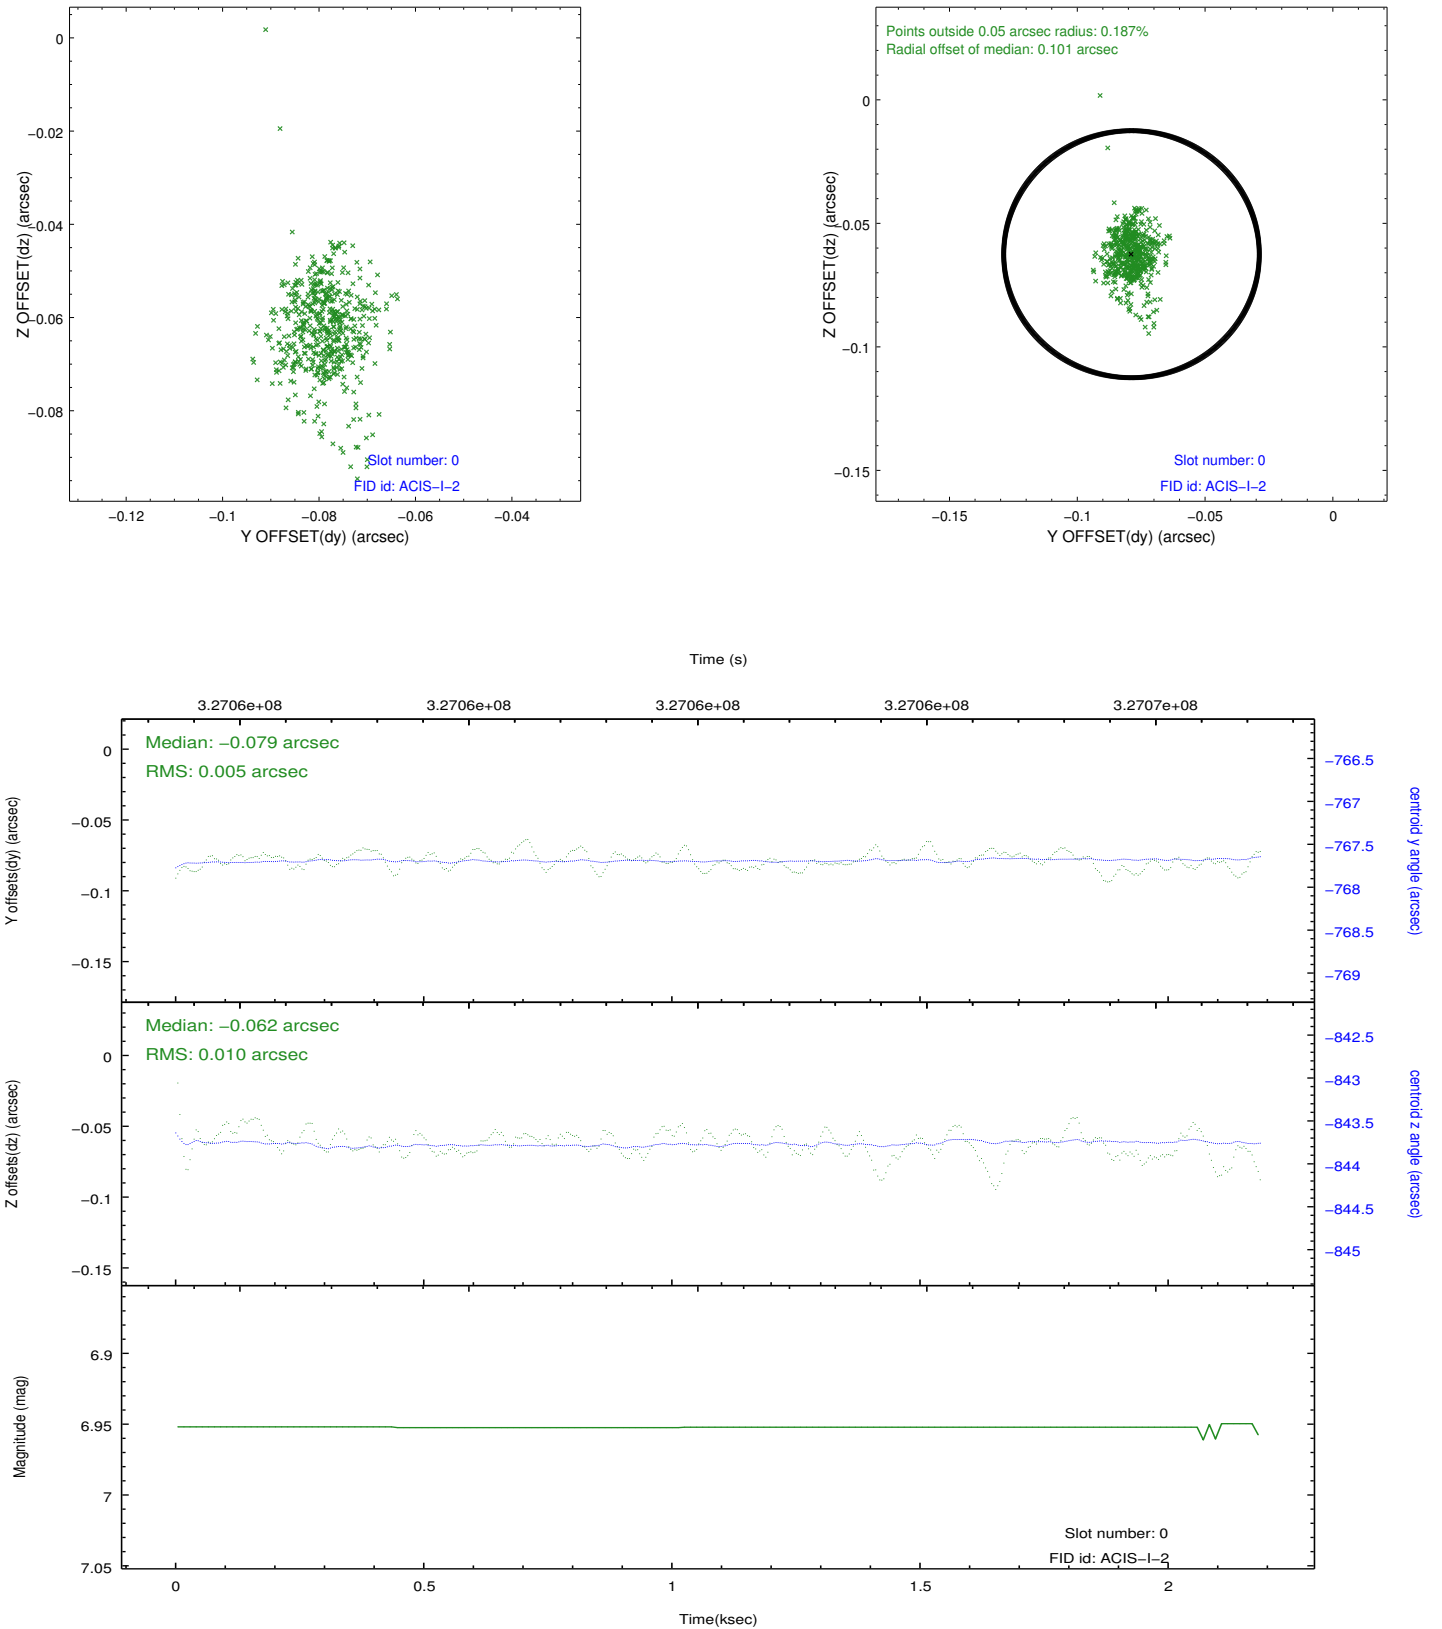 0
−0.02
−0.04
−0.06
−0.08
Z OFFSET(dz) (arcsec)
Slot number: 0
FID id: ACIS−I−2
−0.12
−0.1
−0.08
−0.06
−0.04
Y OFFSET(dy) (arcsec)
Points outside 0.05 arcsec radius: 0.187%
Radial offset of median: 0.101 arcsec
0
−0.05
−0.1
−0.15
Z OFFSET(dz) (arcsec)
Slot number: 0
FID id: ACIS−I−2
−0.15
−0.1
−0.05
0
Y OFFSET(dy) (arcsec)
Time (s)
3.2706e+08
3.2706e+08
3.2706e+08
3.2706e+08
3.2707e+08
Median: −0.079 arcsec
RMS: 0.005 arcsec
0
−0.05
−0.1
−0.15
Y offsets(dy) (arcsec)
−766.5
−767
−767.5
−768
−768.5
−769
centroid y angle (arcsec)
Median: −0.062 arcsec
RMS: 0.010 arcsec
0
−0.05
−0.1
−0.15
Z offsets(dz) (arcsec)
−842.5
−843
−843.5
−844
−844.5
−845
centroid z angle (arcsec)
6.9
6.95
7
7.05
Magnitude (mag)
Slot number: 0
FID id: ACIS−I−2
0
0.5
1
1.5
2
Time(ksec)